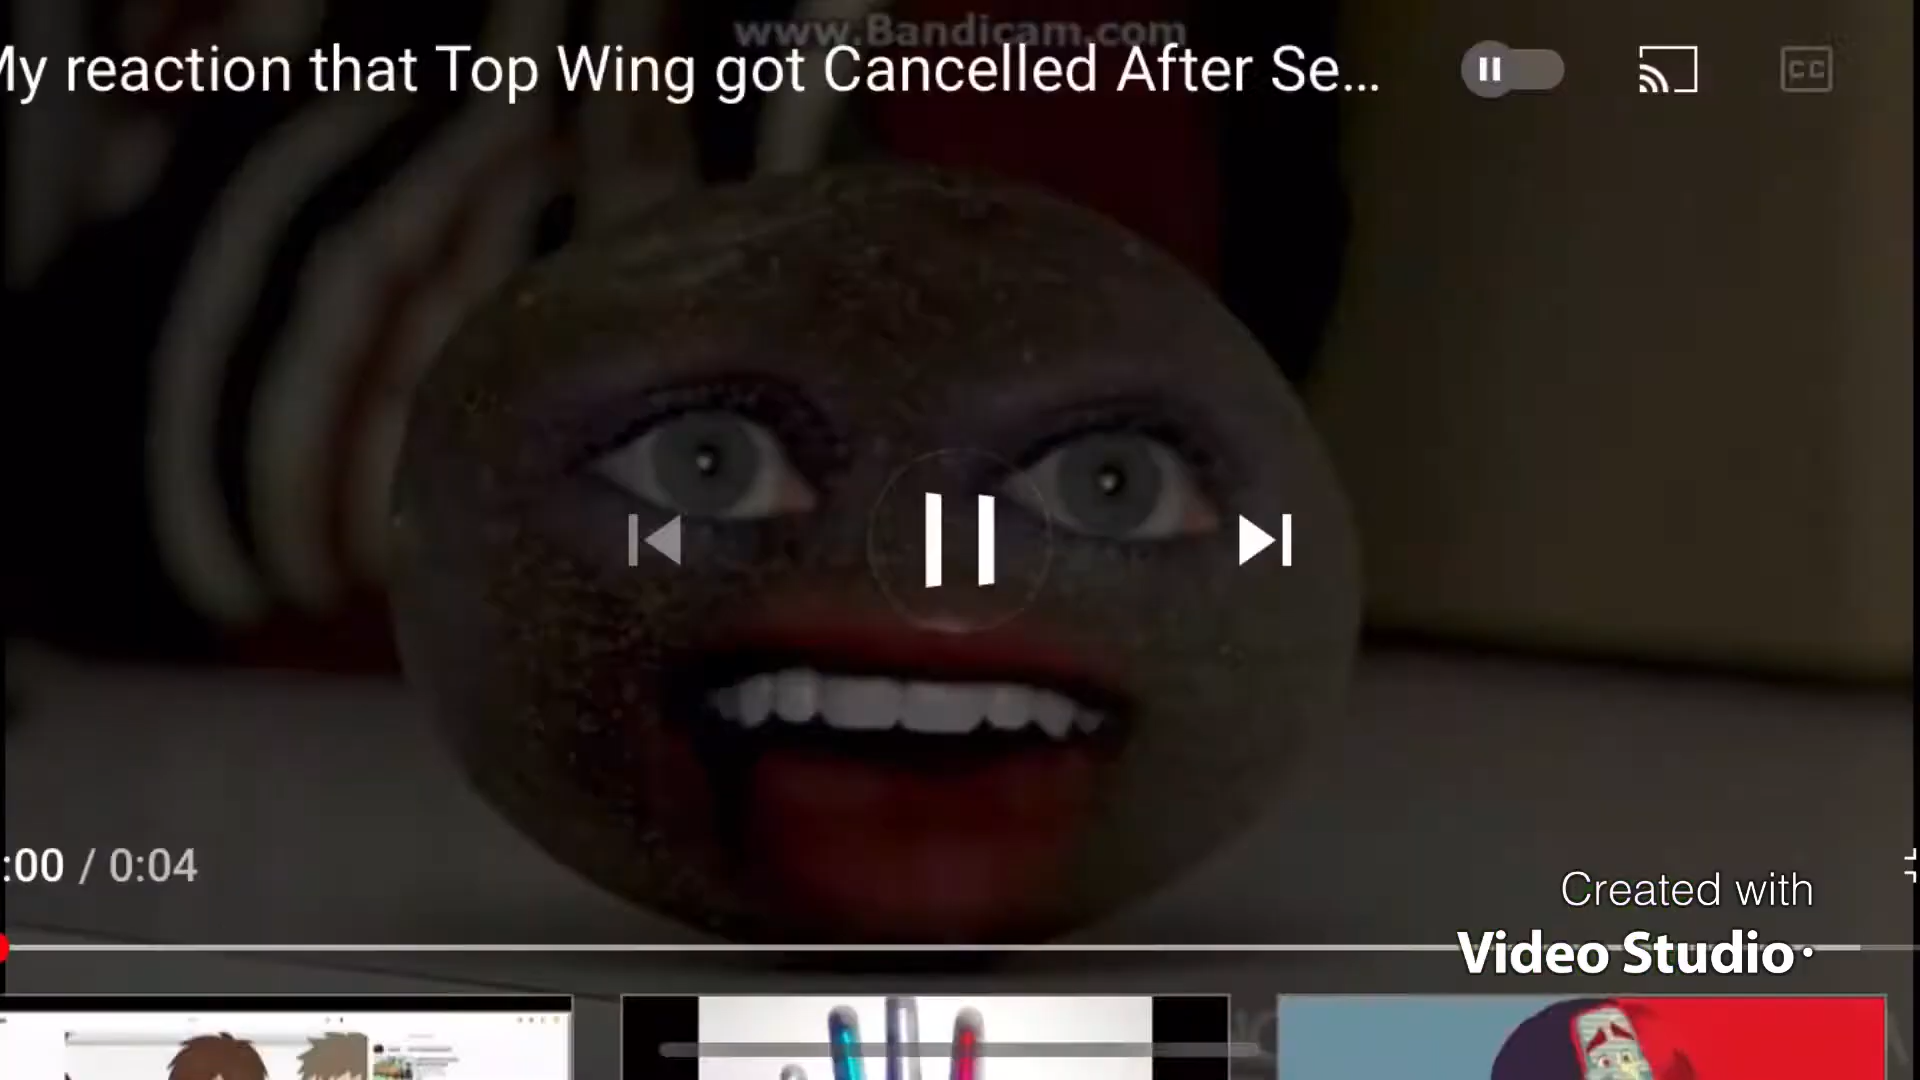 www.Bandicam.com
My reaction that Top Wing got Cancelled After Se...
CC
:00 / 0:04
Created with
Video Studio